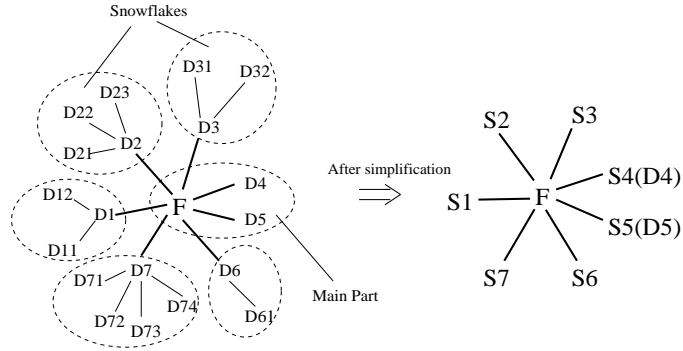 Snowflakes
D31
D32
D23
D22
D3
D2
D21
D4
D12
D1
F
D5
D11
D7
D6
D71
D74
D72
D73
D61
Main Part
After simplification
S2
S3
S4(D4)
S1
F
S5(D5)
S7
S6